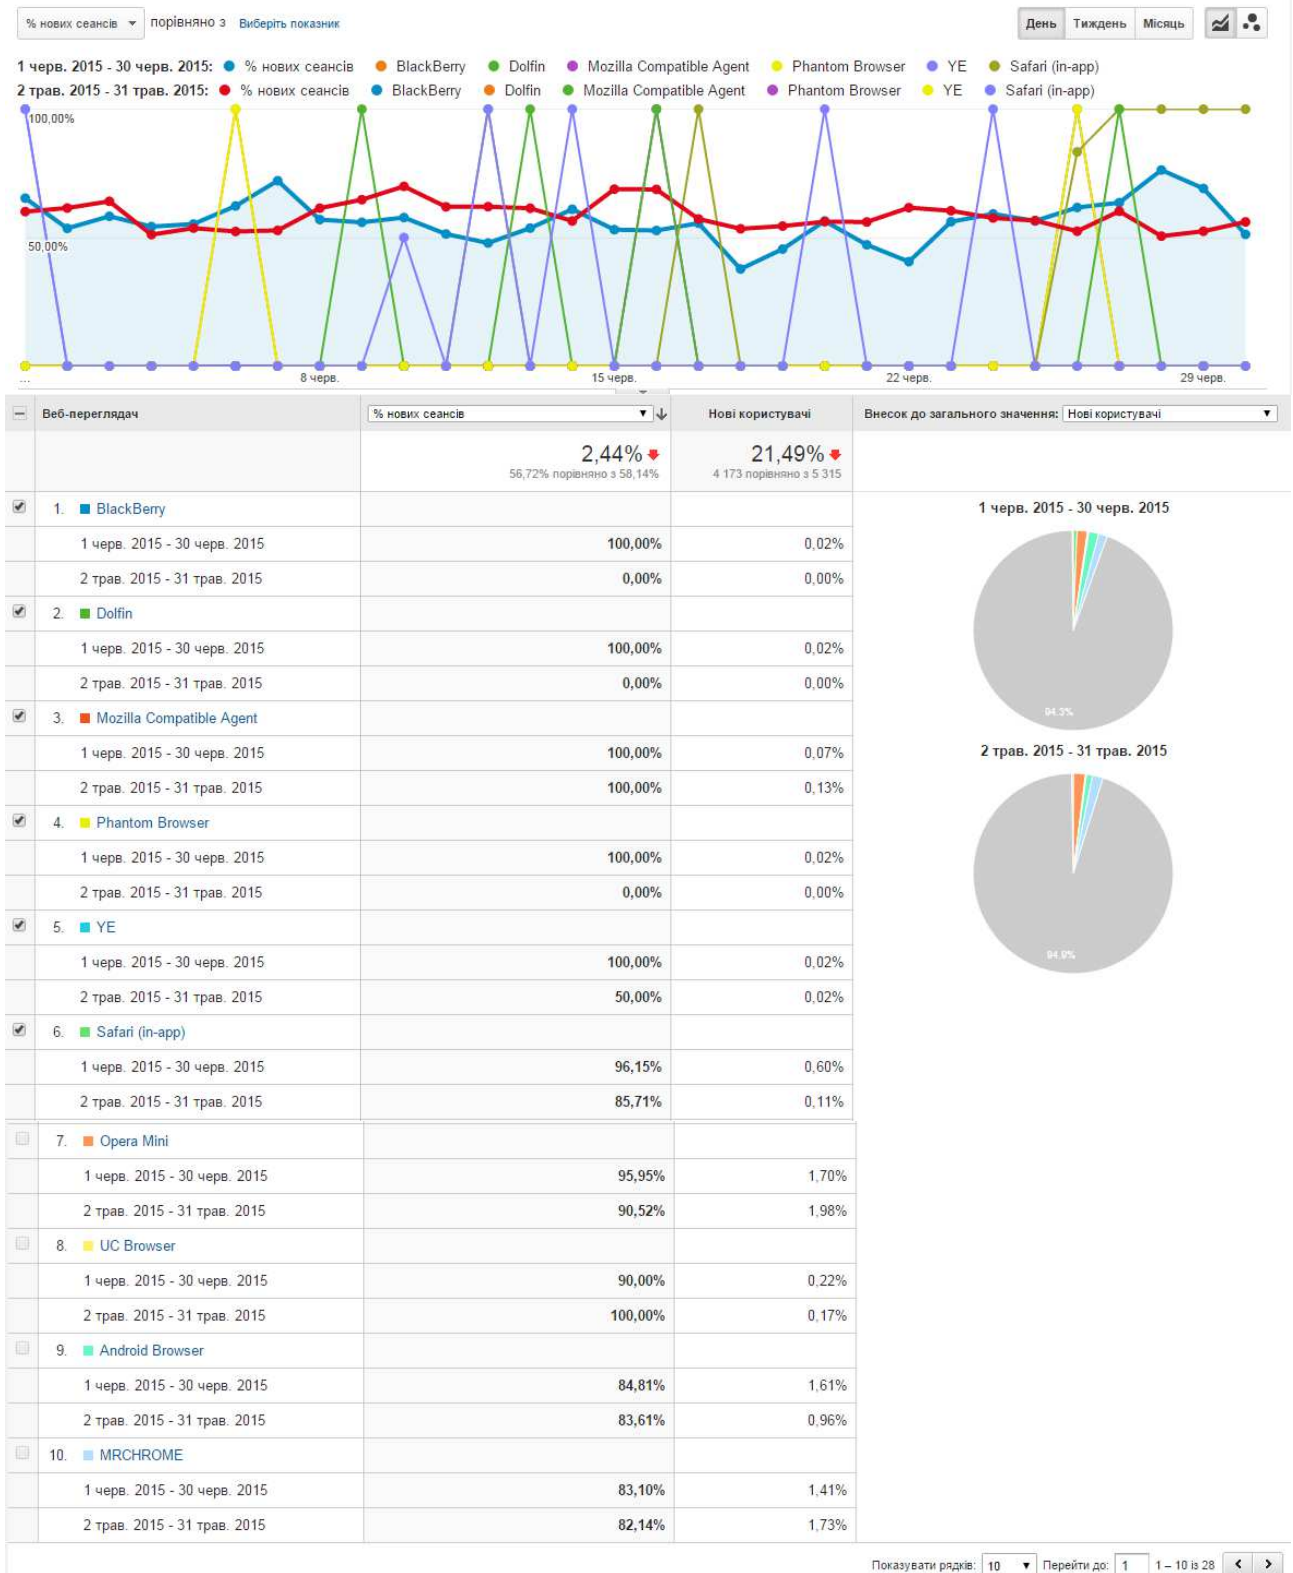 % нових сеансів порівняно з Виберіть показник День Тиждень Місяць
1 черв. 2015 - 30 черв. 2015: % нових сеансів BlackBerry Dolfin Mozilla Compatible Agent Phantom Browser YE Safari (in-app)
2 трав. 2015 - 31 трав. 2015: % нових сеансів BlackBerry Dolfin Mozilla Compatible Agent Phantom Browser YE Safari (in-app)
100,00%
50,00%
... 8 черв. 15 черв. 22 черв. 29 черв.
Веб-переглядач % нових сеансів Нові користувачі Внесок до загального значення: Нові користувачі
2,44% 21,49%
56,72% порівняно з 58,14% 4 173 порівняно з 5 315
1. BlackBerry
1 черв. 2015 - 30 черв. 2015 100,00% 0,02%
2 трав. 2015 - 31 трав. 2015 0,00% 0,00%
2. Dolfin
1 черв. 2015 - 30 черв. 2015 100,00% 0,02%
2 трав. 2015 - 31 трав. 2015 0,00% 0,00%
3. Mozilla Compatible Agent
1 черв. 2015 - 30 черв. 2015 100,00% 0,07%
2 трав. 2015 - 31 трав. 2015 100,00% 0,13%
4. Phantom Browser
1 черв. 2015 - 30 черв. 2015 100,00% 0,02%
2 трав. 2015 - 31 трав. 2015 0,00% 0,00%
5. YE
1 черв. 2015 - 30 черв. 2015 100,00% 0,02%
2 трав. 2015 - 31 трав. 2015 50,00% 0,02%
6. Safari (in-app)
1 черв. 2015 - 30 черв. 2015 96,15% 0,60%
2 трав. 2015 - 31 трав. 2015 85,71% 0,11%
7. Opera Mini
1 черв. 2015 - 30 черв. 2015 95,95% 1,70%
2 трав. 2015 - 31 трав. 2015 90,52% 1,98%
8. UC Browser
1 черв. 2015 - 30 черв. 2015 90,00% 0,22%
2 трав. 2015 - 31 трав. 2015 100,00% 0,17%
9. Android Browser
1 черв. 2015 - 30 черв. 2015 84,81% 1,61%
2 трав. 2015 - 31 трав. 2015 83,61% 0,96%
10. MRCHROME
1 черв. 2015 - 30 черв. 2015 83,10% 1,41%
2 трав. 2015 - 31 трав. 2015 82,14% 1,73%
1 черв. 2015 - 30 черв. 2015
94.3%
2 трав. 2015 - 31 трав. 2015
94.9%
Показувати рядків: 10 Перейти до: 1 1 – 10 із 28